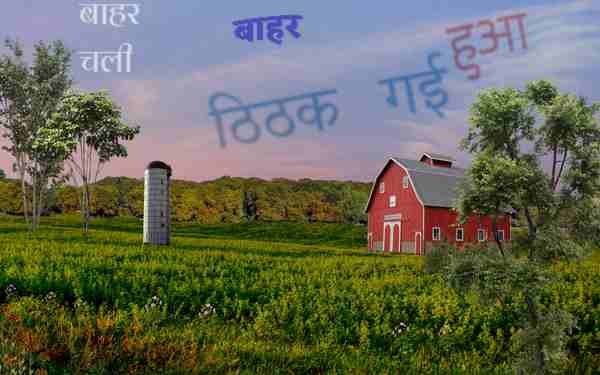 बाहर
चली
बाहर
ठिठक गई
हुआ